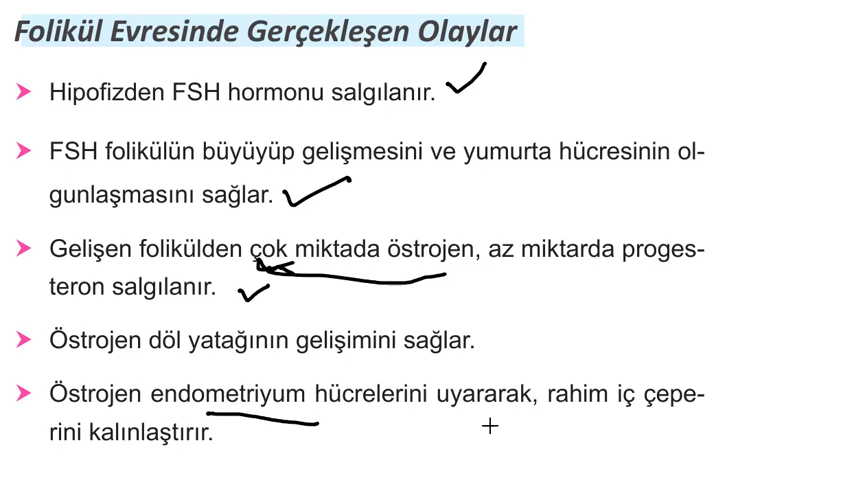 Folikül Evresinde Gerçekleşen Olaylar
Hipofizden FSH hormonu salgılanır.
FSH folikülün büyüyüp gelişmesini ve yumurta hücresinin ol-
gunlaşmasını sağlar.
Gelişen folikülden çok miktada östrojen, az miktarda proges-
teron salgılanır.
Östrojen döl yatağının gelişimini sağlar.
Östrojen endometriyum hücrelerini uyararak, rahim iç çepe-
rini kalınlaştırır.